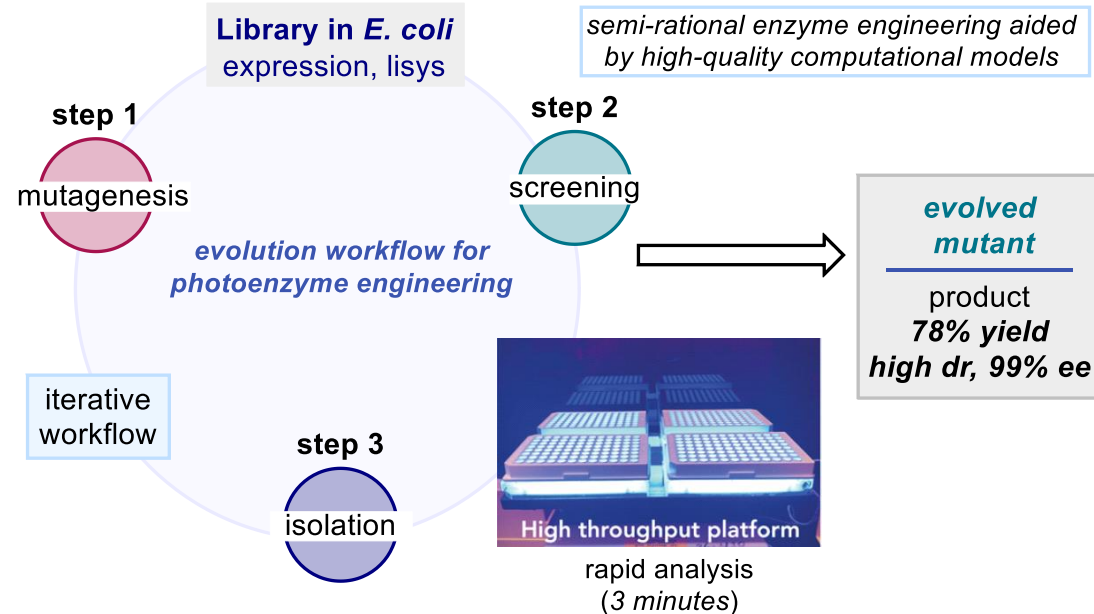 Library in E. coli
expression, lisys
semi-rational enzyme engineering aided
by high-quality computational models
step 1
mutagenesis
step 2
screening
evolution workflow for
photoenzyme engineering
evolved
mutant
product
78% yield
high dr, 99% ee
iterative
workflow
step 3
isolation
High throughput platform
rapid analysis
(3 minutes)